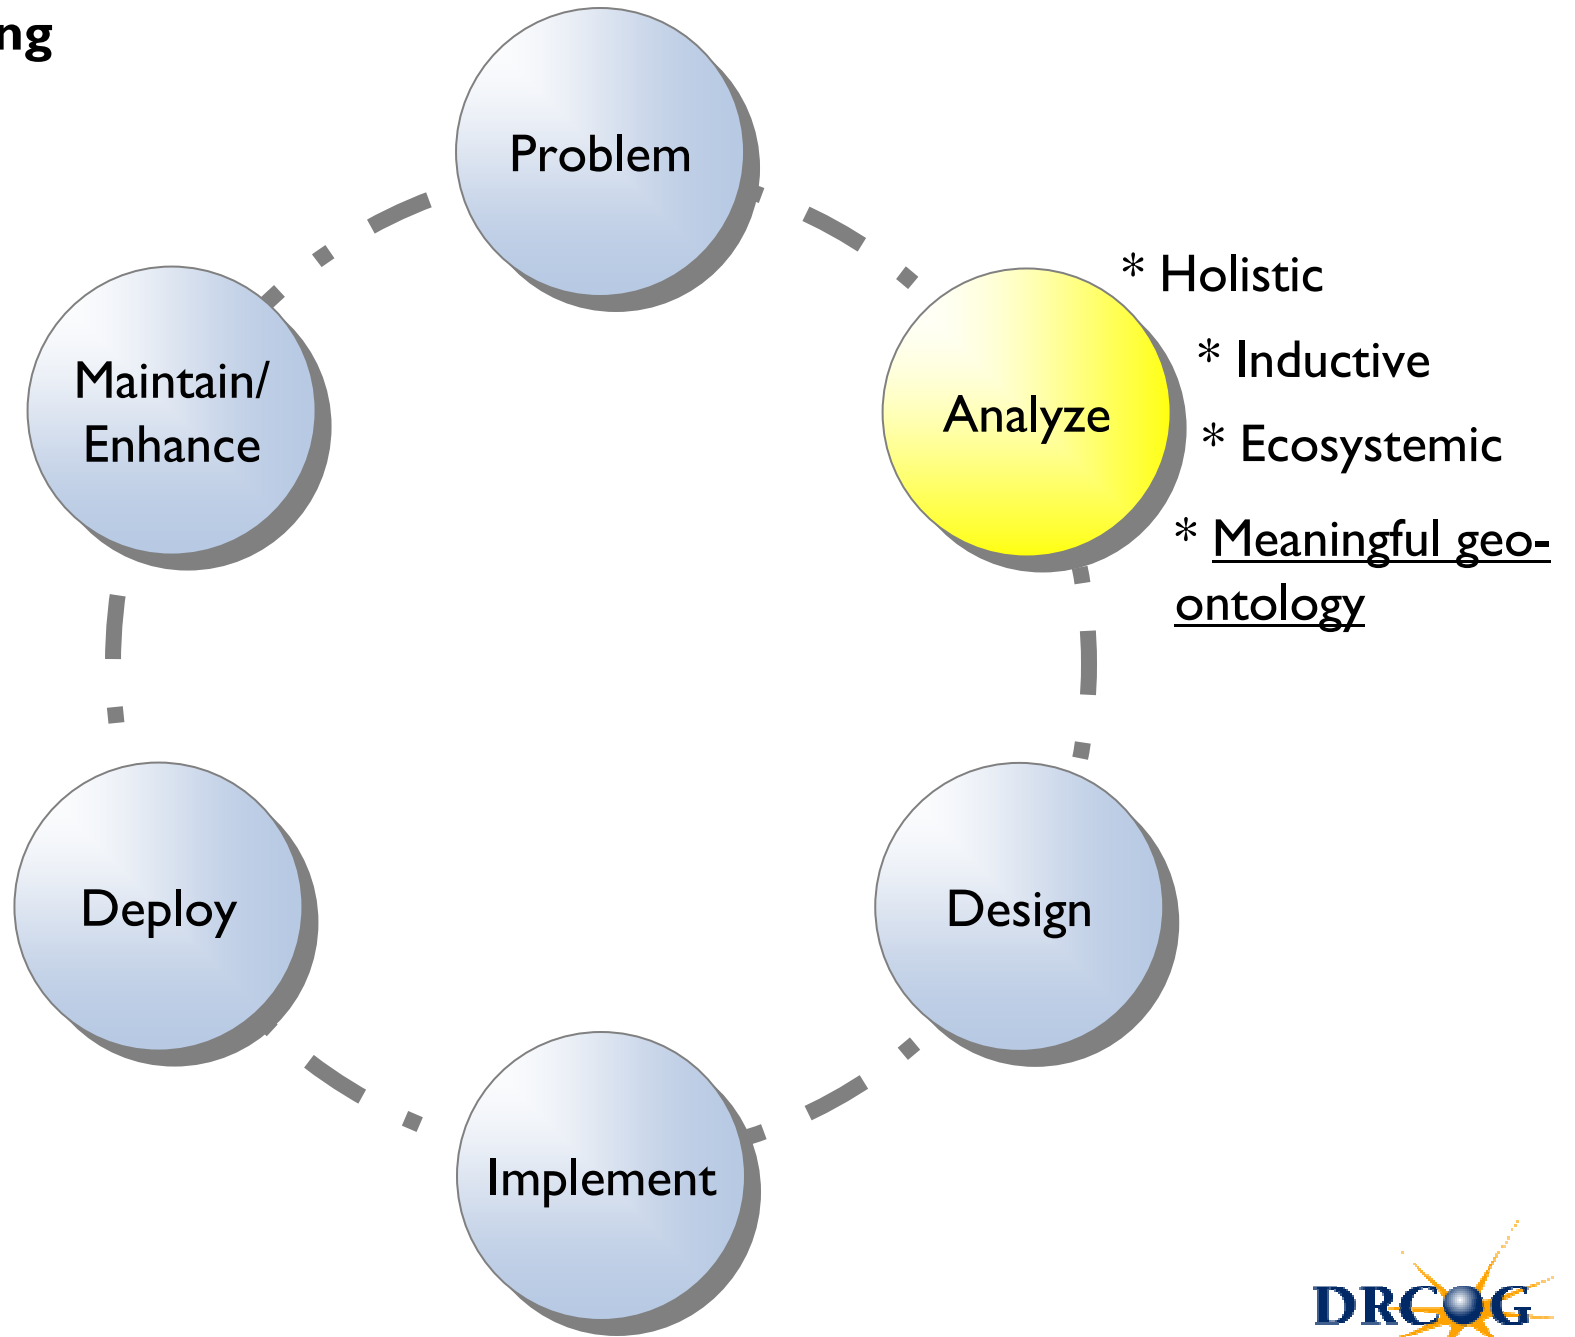 ng
Problem
* Holistic
* Inductive
Maintain/
Enhance
Analyze
* Ecosystemic
* Meaningful geo-
ontology
Deploy
Design
Implement
DRCOG